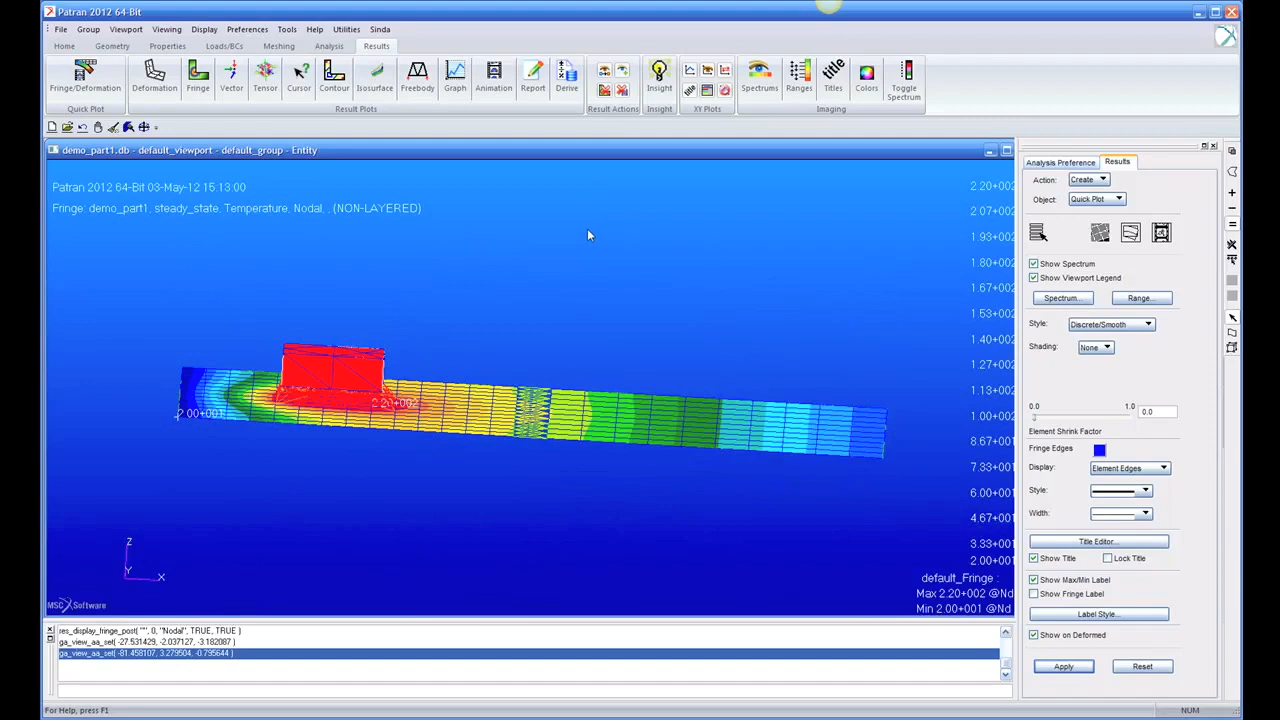 Patran 2012 64-Bit
File Group Viewport Viewing Display Preferences Tools Help Utilities Sinda
Home Geometry Properties Loads/BCs Meshing Analysis Results
Fringe/Deformation Deformation Fringe Vector Tensor Cursor Contour Isosurface Freebody Graph Animation Report Derive Insight Spectrums Ranges Titles Colors Toggle Spectrum
Quick Plot Result Plots Result Actions Insight XY Plots Imaging
demo_part1.db - default_viewport - default_group - Entity
Patran 2012 64-Bit 03-May-12 15:13:00
Fringe: demo_part1, steady_state, Temperature, Nodal, , (NON-LAYERED)
2.20+002
2.07+002
1.93+002
1.80+002
1.67+002
1.53+002
1.40+002
1.27+002
1.13+002
1.00+002
8.67+001
7.33+001
6.00+001
4.67+001
3.33+001
2.00+001
2.20+002
2.00+001
default_Fringe :
Max 2.20+002 @Nd
Min 2.00+001 @Nd
Z
Y X
MSC Software
Analysis Preference Results
Action: Create
Object: Quick Plot
Show Spectrum
Show Viewport Legend
Spectrum... Range...
Style: Discrete/Smooth
Shading: None
0.0 1.0 0.0
Element Shrink Factor
Fringe Edges
Display: Element Edges
Style:
Width:
Title Editor...
Show Title Lock Title
Show Max/Min Label
Show Fringe Label
Label Style...
Show on Deformed
Apply Reset
res_display_fringe_post( "", 0, "Nodal", TRUE, TRUE )
ga_view_aa_set( -27.531429, -2.037127, -3.182087 )
ga_view_aa_set( -81.458107, 3.279504, -0.795644 )
For Help, press F1
NUM